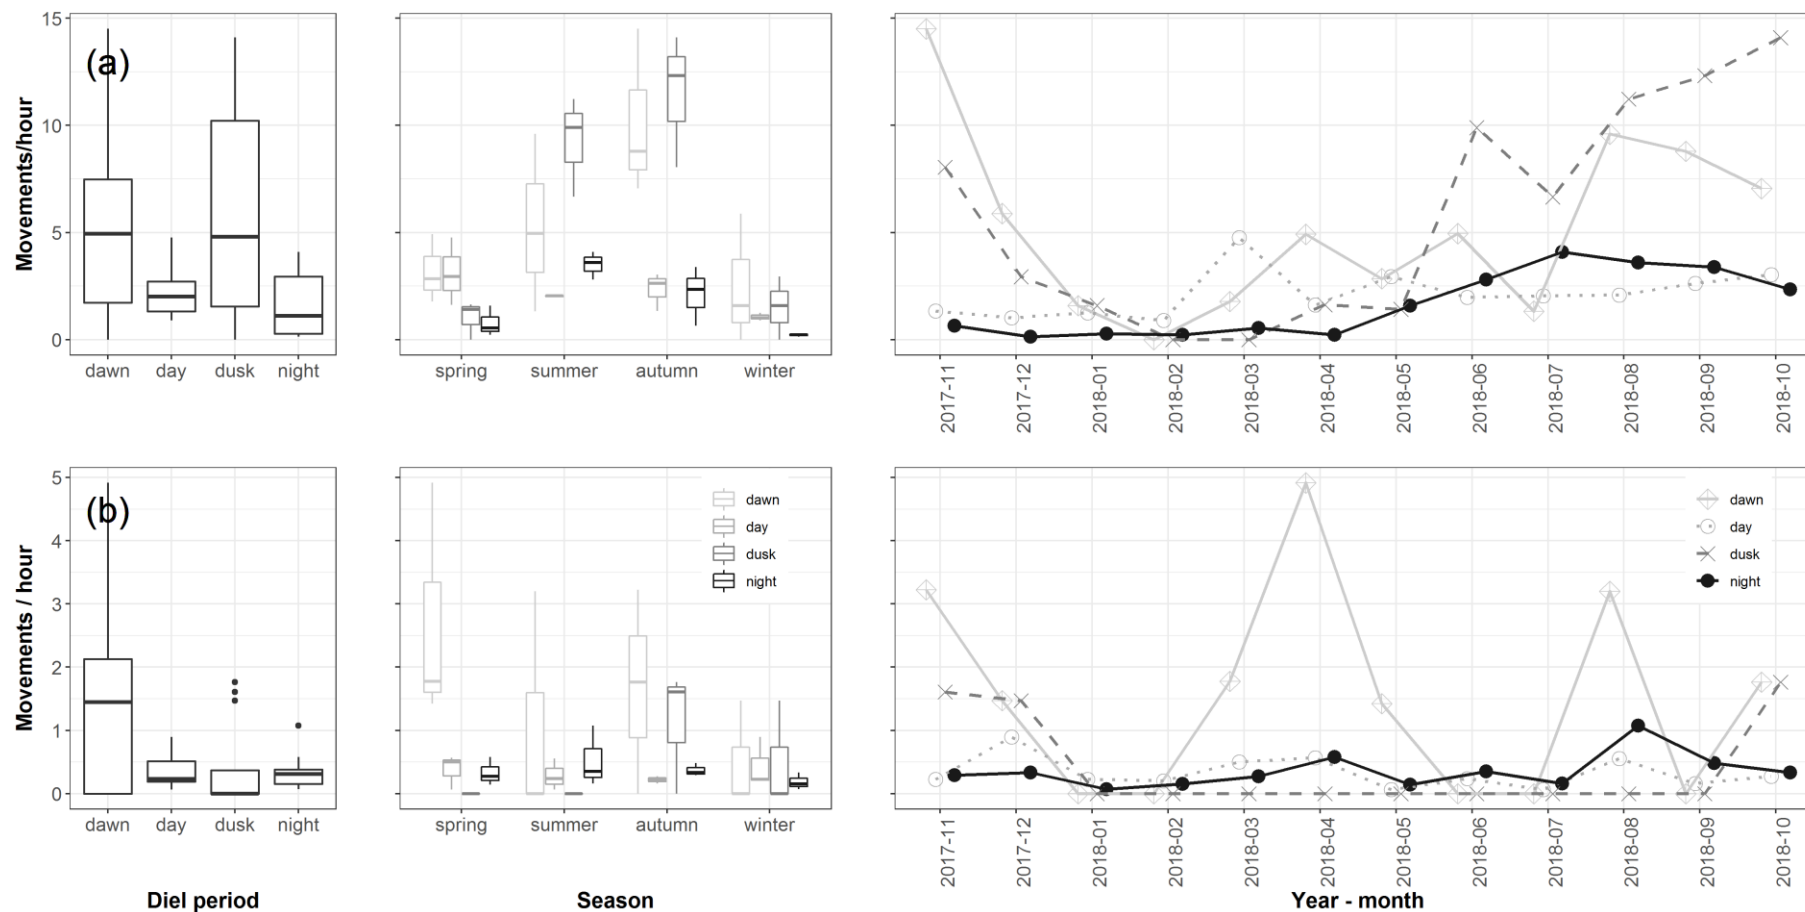 (a)
Movements/hour
15
10
5
0
dawn day dusk night
spring summer autumn winter
2017-11 2017-12 2018-01 2018-02 2018-03 2018-04 2018-05 2018-06 2018-07 2018-08 2018-09 2018-10
(b)
Movements / hour
5
4
3
2
1
0
dawn
day
dusk
night
dawn
day
dusk
night
dawn day dusk night
spring summer autumn winter
2017-11 2017-12 2018-01 2018-02 2018-03 2018-04 2018-05 2018-06 2018-07 2018-08 2018-09 2018-10
Diel period
Season
Year - month